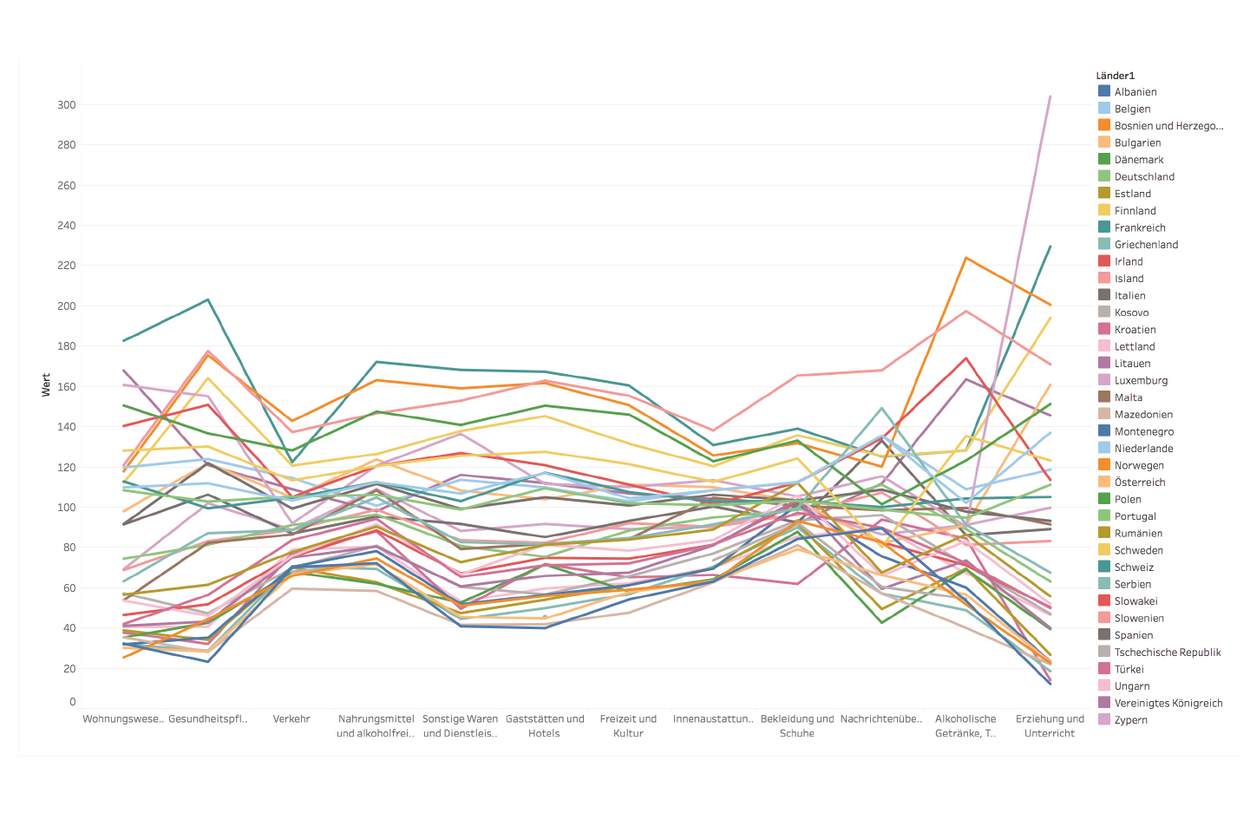 Länder1
Albanien
Belgien
Bosnien und Herzego...
Bulgarien
Dänemark
Deutschland
Estland
Finnland
Frankreich
Griechenland
Irland
Island
Italien
Kosovo
Kroatien
Lettland
Litauen
Luxemburg
Malta
Mazedonien
Montenegro
Niederlande
Norwegen
Österreich
Polen
Portugal
Rumänien
Schweden
Schweiz
Serbien
Slowakei
Slowenien
Spanien
Tschechische Republik
Türkei
Ungarn
Vereinigtes Königreich
Zypern
Wert
300
280
260
240
220
200
180
160
140
120
100
80
60
40
20
0
Wohnungswese.. Gesundheitspfl.. Verkehr Nahrungsmittel Sonstige Waren Gaststätten und Freizeit und Innenaustattun.. Bekleidung und Nachrichtenübe.. Alkoholische Erziehung und
und alkoholfrei.. und Dienstleis.. Hotels Kultur Schuhe Getränke, T.. Unterricht